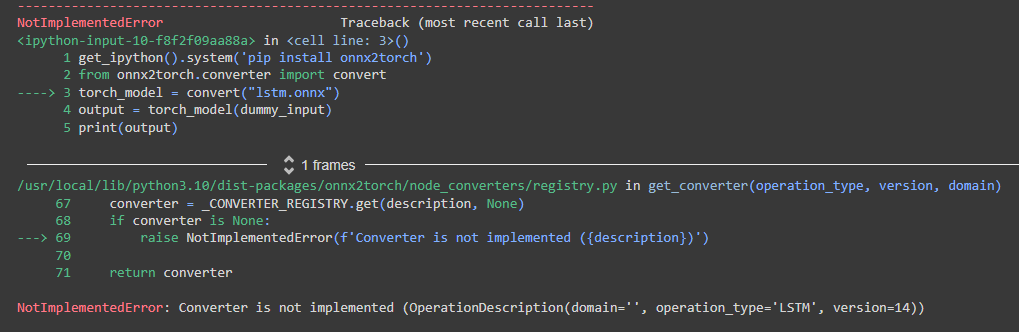 ---------------------------------------------------------------------------
NotImplementedError                       Traceback (most recent call last)
<ipython-input-10-f8f2f09aa88a> in <cell line: 3>()
      1 get_ipython().system('pip install onnx2torch')
      2 from onnx2torch.converter import convert
----> 3 torch_model = convert("lstm.onnx")
      4 output = torch_model(dummy_input)
      5 print(output)
1 frames
/usr/local/lib/python3.10/dist-packages/onnx2torch/node_converters/registry.py in get_converter(operation_type, version, domain)
     67     converter = _CONVERTER_REGISTRY.get(description, None)
     68     if converter is None:
---> 69         raise NotImplementedError(f'Converter is not implemented ({description})')
     70
     71     return converter
NotImplementedError: Converter is not implemented (OperationDescription(domain='', operation_type='LSTM', version=14))